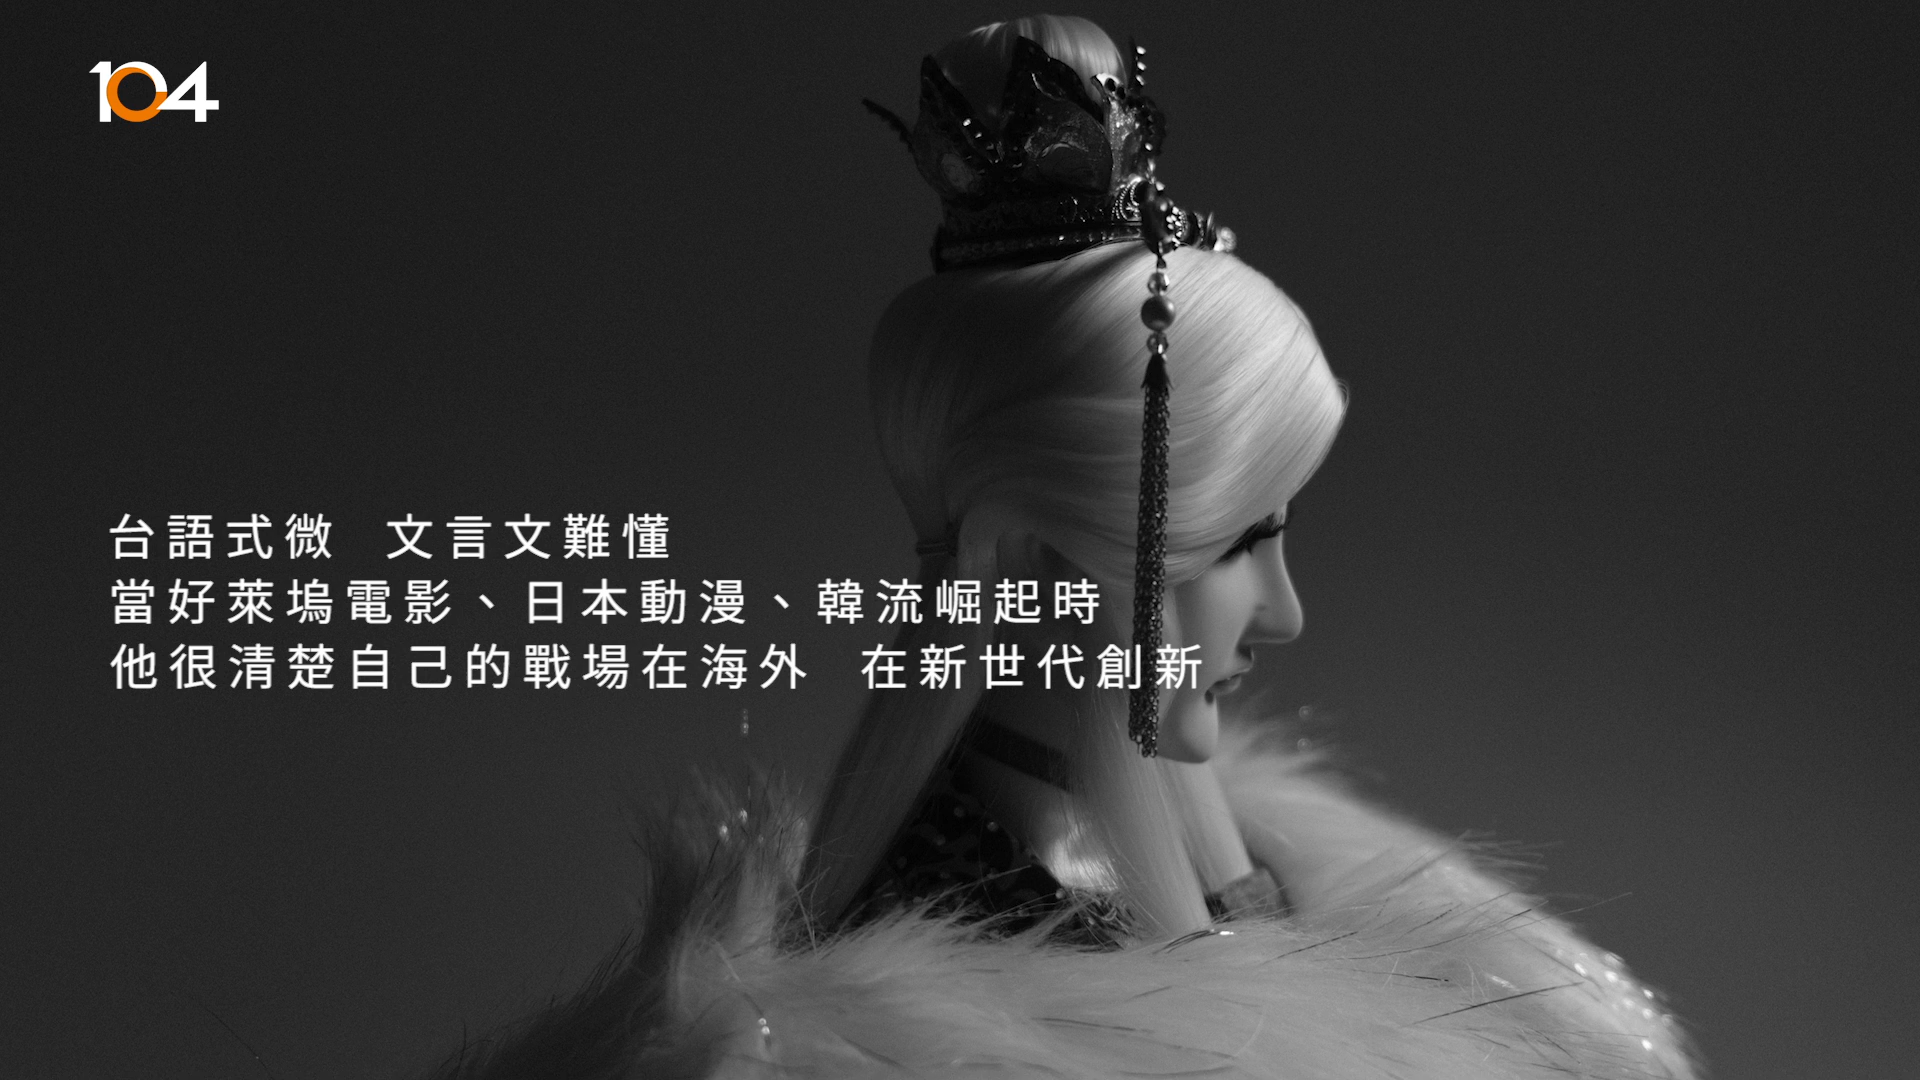 104
台語式微 文言文難懂
當好萊塢電影、日本動漫、韓流崛起時
他很清楚自己的戰場在海外 在新世代創新